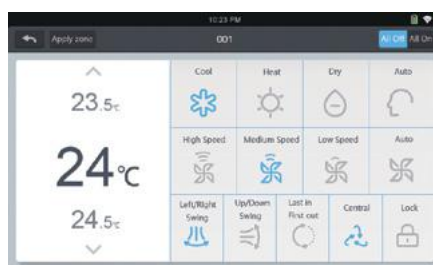 10:23 PM
Apply zone
001
All Off All On
Cool Heat Dry Auto
23.5℃
High Speed Medium Speed Low Speed Auto
24℃
Left/Right Swing
Up/Down Swing
Last in First out
Central
Lock
24.5℃